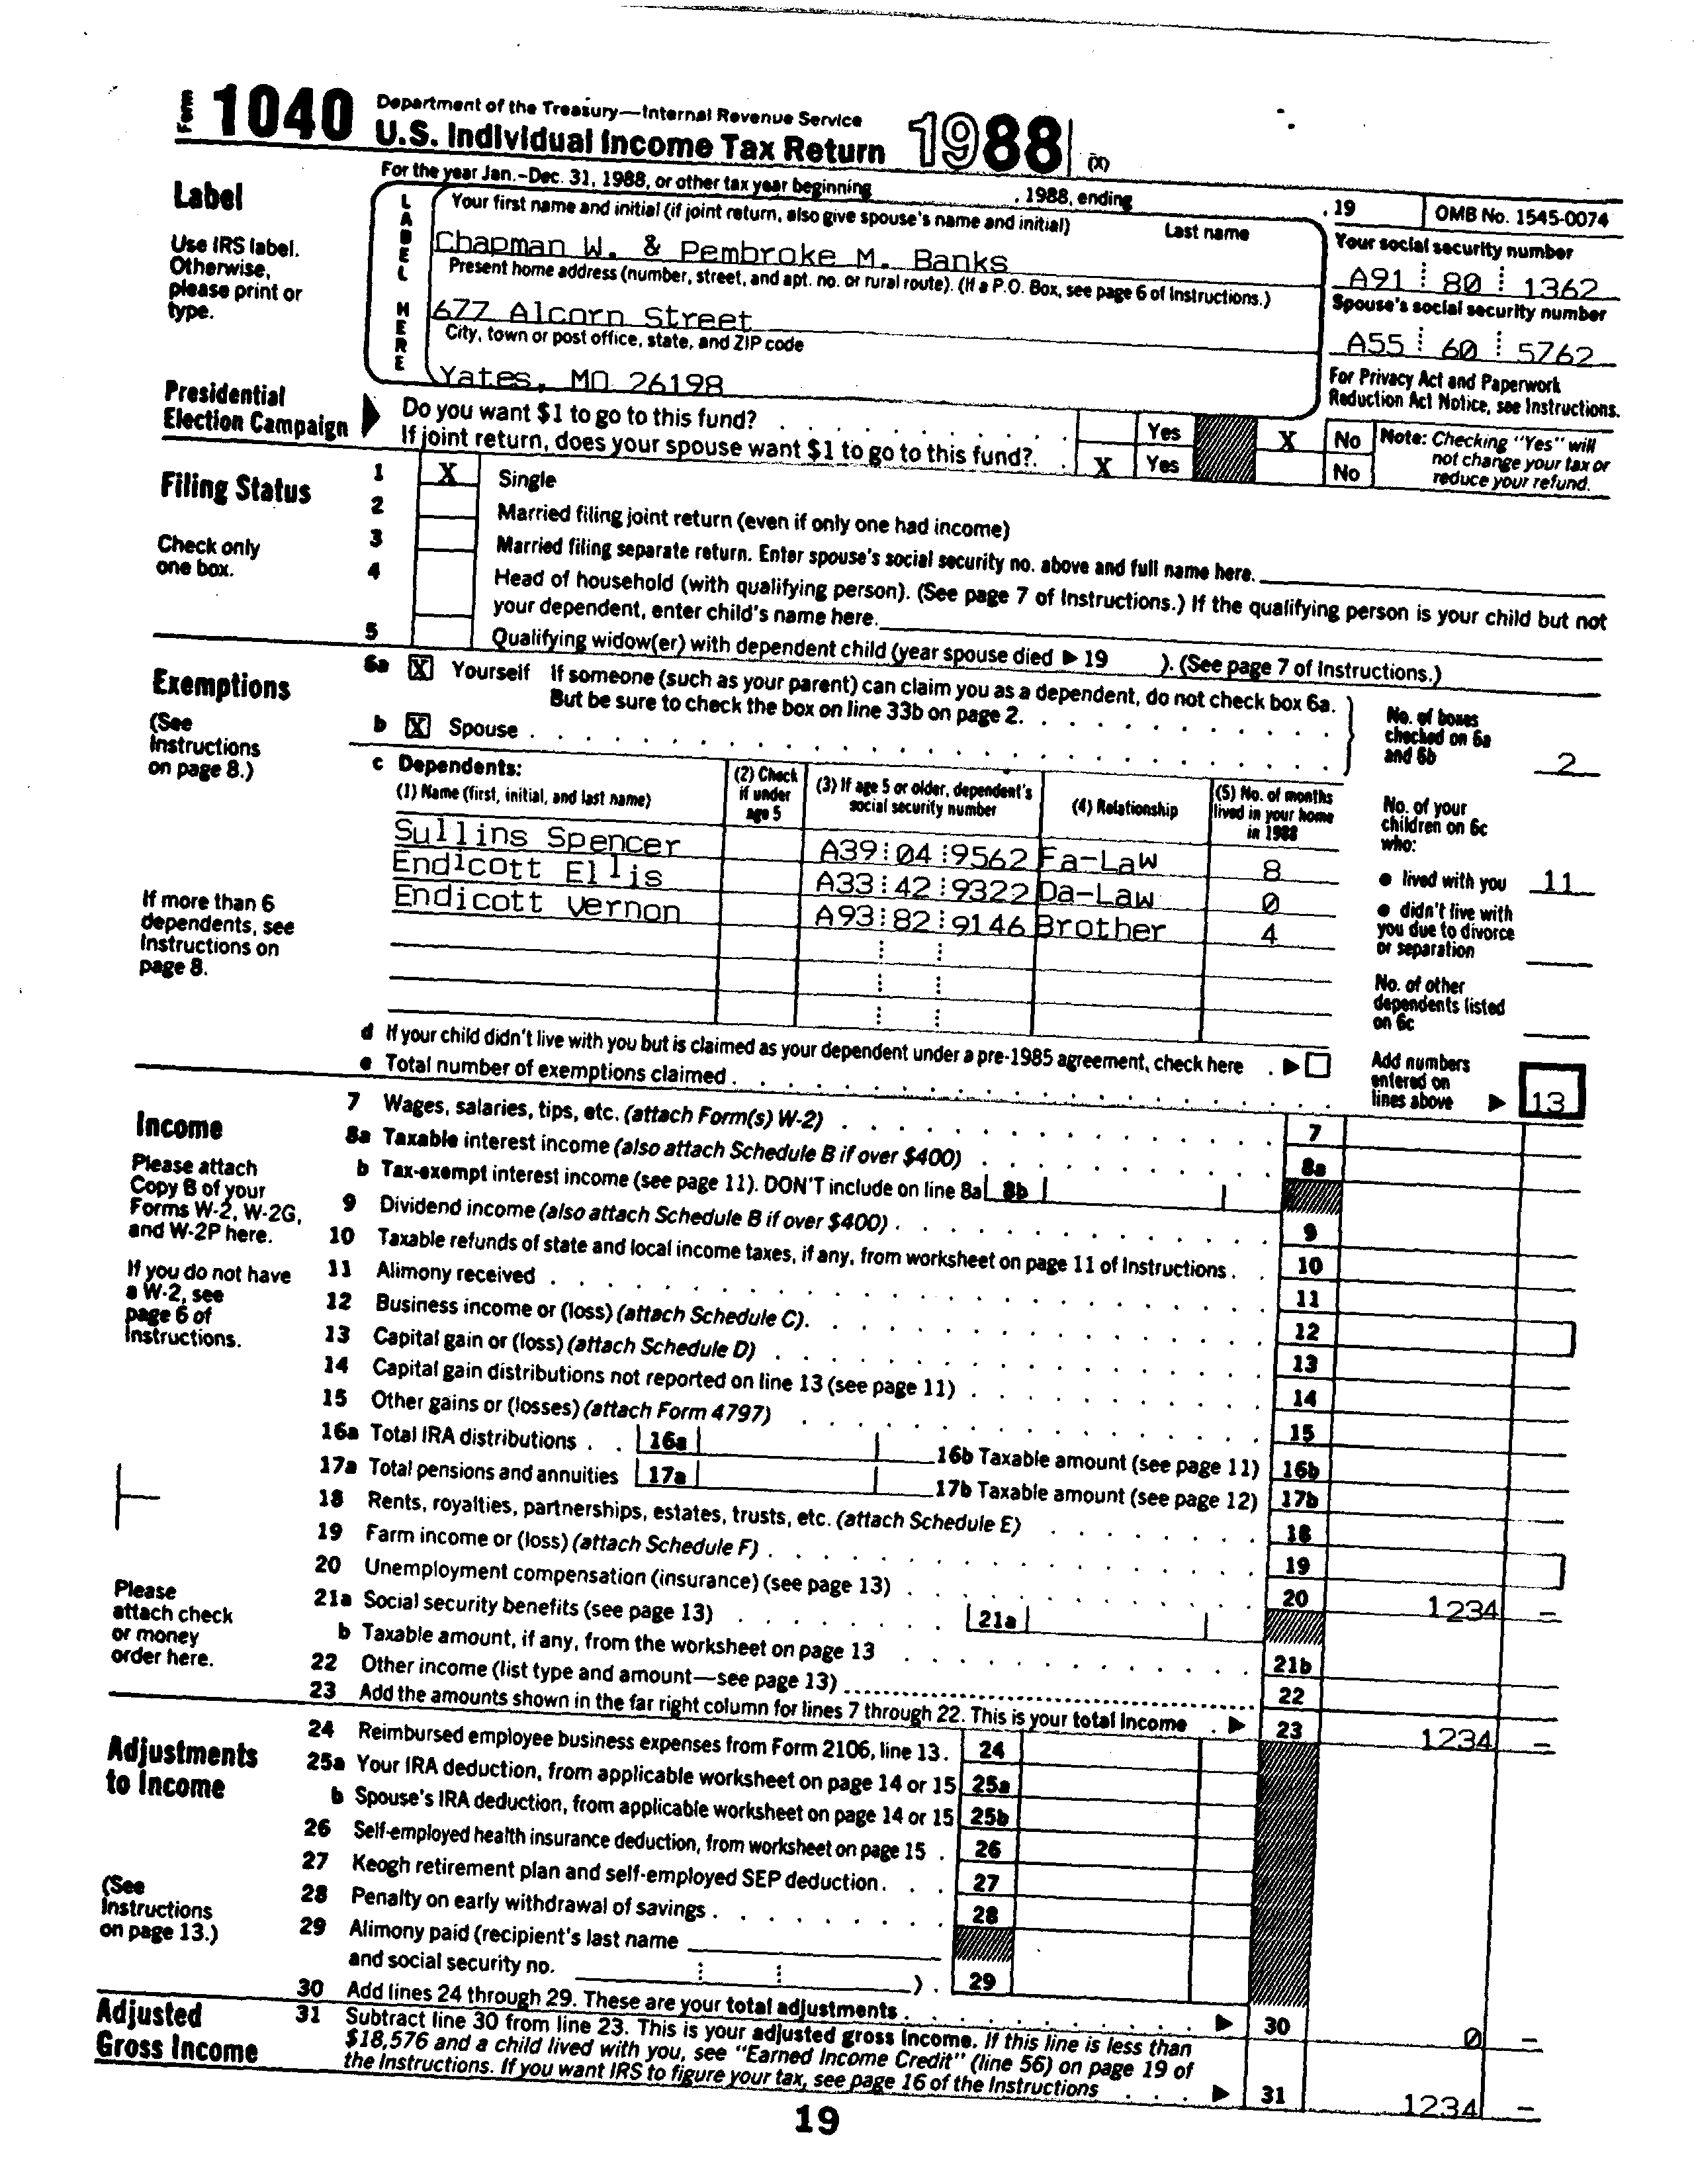 Form 1040 Department of the Treasury—Internal Revenue Service
U.S. Individual Income Tax Return 1988 (X)
For the year Jan.–Dec. 31, 1988, or other tax year beginning , 1988, ending , 19 OMB No. 1545-0074
Label
Use IRS label.
Otherwise,
please print or
type.
LABEL HERE
Your first name and initial (if joint return, also give spouse's name and initial) Last name
Chapman W. & Pembroke M. Banks
Present home address (number, street, and apt. no. or rural route). (If a P.O. Box, see page 6 of Instructions.)
677 Alcorn Street
City, town or post office, state, and ZIP code
Yates, MO 26198
Your social security number
A91 80 1362
Spouse's social security number
A55 60 5762
For Privacy Act and Paperwork
Reduction Act Notice, see Instructions.
Presidential
Election Campaign
Do you want $1 to go to this fund? Yes X No
If joint return, does your spouse want $1 to go to this fund? X Yes No
Note: Checking "Yes" will
not change your tax or
reduce your refund.
Filing Status
Check only
one box.
1 X Single
2 Married filing joint return (even if only one had income)
3 Married filing separate return. Enter spouse's social security no. above and full name here.
4 Head of household (with qualifying person). (See page 7 of Instructions.) If the qualifying person is your child but not
your dependent, enter child's name here.
5 Qualifying widow(er) with dependent child (year spouse died ▶ 19 ). (See page 7 of Instructions.)
Exemptions
(See
Instructions
on page 8.)
6a X Yourself If someone (such as your parent) can claim you as a dependent, do not check box 6a.
But be sure to check the box on line 33b on page 2.
b X Spouse
No. of boxes
checked on 6a
and 6b 2
c Dependents:
(1) Name (first, initial, and last name)
(2) Check
if under
age 5
(3) If age 5 or older, dependent's
social security number
(4) Relationship
(5) No. of months
lived in your home
in 1988
Sullins Spencer A39 04 9562 Fa-Law 8
Endicott Ellis A33 42 9322 Da-Law 0
Endicott Vernon A93 82 9146 Brother 4
If more than 6
dependents, see
Instructions on
page 8.
No. of your
children on 6c
who:
● lived with you 11
● didn't live with
you due to divorce
or separation
No. of other
dependents listed
on 6c
d If your child didn't live with you but is claimed as your dependent under a pre-1985 agreement, check here ▶
e Total number of exemptions claimed
Add numbers
entered on
lines above ▶ 13
Income
Please attach
Copy B of your
Forms W-2, W-2G,
and W-2P here.
If you do not have
a W-2, see
page 6 of
Instructions.
7 Wages, salaries, tips, etc. (attach Form(s) W-2) 7
8a Taxable interest income (also attach Schedule B if over $400) 8a
b Tax-exempt interest income (see page 11). DON'T include on line 8a 8b
9 Dividend income (also attach Schedule B if over $400) 9
10 Taxable refunds of state and local income taxes, if any, from worksheet on page 11 of Instructions 10
11 Alimony received 11
12 Business income or (loss) (attach Schedule C) 12
13 Capital gain or (loss) (attach Schedule D) 13
14 Capital gain distributions not reported on line 13 (see page 11) 14
15 Other gains or (losses) (attach Form 4797) 15
16a Total IRA distributions 16a 16b Taxable amount (see page 11) 16b
17a Total pensions and annuities 17a 17b Taxable amount (see page 12) 17b
18 Rents, royalties, partnerships, estates, trusts, etc. (attach Schedule E) 18
19 Farm income or (loss) (attach Schedule F) 19
20 Unemployment compensation (insurance) (see page 13) 20 1234 –
21a Social security benefits (see page 13) 21a
b Taxable amount, if any, from the worksheet on page 13 21b
22 Other income (list type and amount—see page 13) 22
23 Add the amounts shown in the far right column for lines 7 through 22. This is your total income ▶ 23 1234 –
Please
attach check
or money
order here.
Adjustments
to Income
(See
Instructions
on page 13.)
24 Reimbursed employee business expenses from Form 2106, line 13. 24
25a Your IRA deduction, from applicable worksheet on page 14 or 15 25a
b Spouse's IRA deduction, from applicable worksheet on page 14 or 15 25b
26 Self-employed health insurance deduction, from worksheet on page 15 26
27 Keogh retirement plan and self-employed SEP deduction 27
28 Penalty on early withdrawal of savings 28
29 Alimony paid (recipient's last name
and social security no. ) 29
30 Add lines 24 through 29. These are your total adjustments ▶ 30 0 –
Adjusted
Gross Income
31 Subtract line 30 from line 23. This is your adjusted gross income. If this line is less than
$18,576 and a child lived with you, see "Earned Income Credit" (line 56) on page 19 of
the Instructions. If you want IRS to figure your tax, see page 16 of the Instructions ▶ 31 1234 –
19